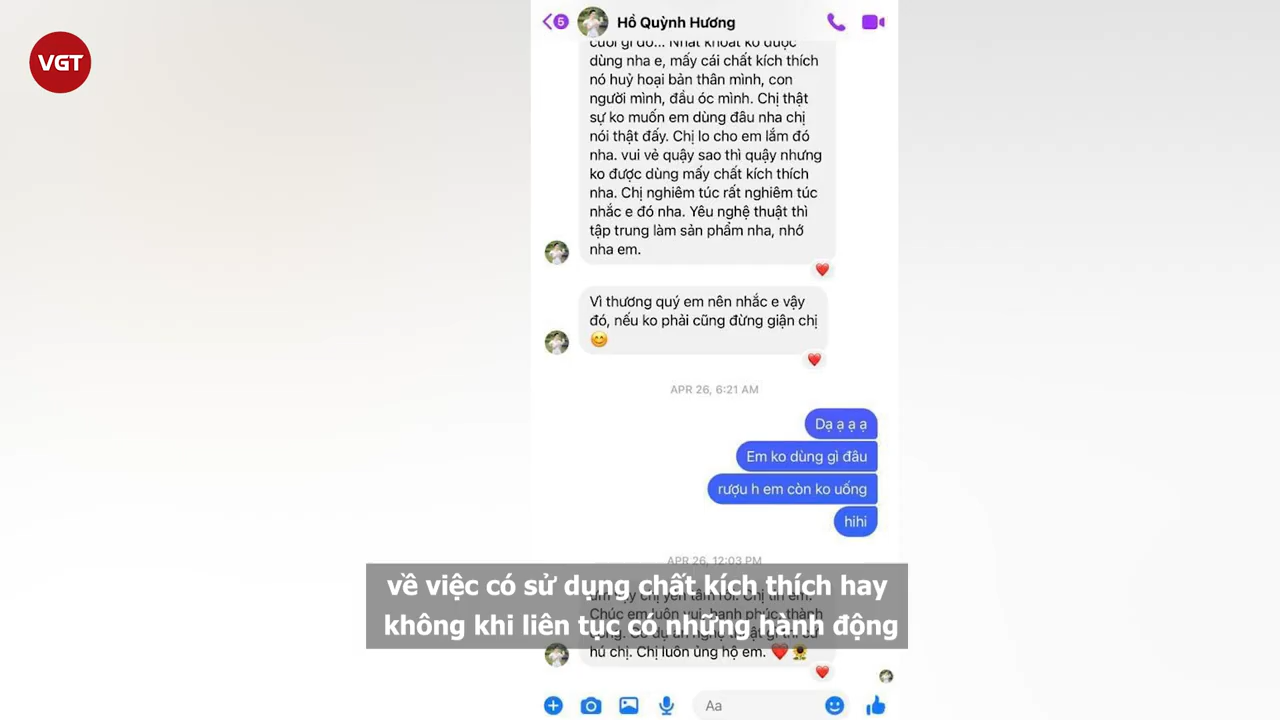 VGT
5
Hồ Quỳnh Hương
dùng nha e, mấy cái chất kích thích
nó huỷ hoại bản thân mình, con
người mình, đầu óc mình. Chị thật
sự ko muốn em dùng đâu nha chị
nói thật đấy. Chị lo cho em lắm đó
nha. vui vẻ quậy sao thì quậy nhưng
ko được dùng mấy chất kích thích
nha. Chị nghiêm túc rất nghiêm túc
nhắc e đó nha. Yêu nghệ thuật thì
tập trung làm sản phẩm nha, nhớ
nha em.
Vì thương quý em nên nhắc e vậy
đó, nếu ko phải cũng đừng giận chị
APR 26, 6:21 AM
Dạ ạ ạ ạ
Em ko dùng gì đâu
rượu h em còn ko uống
hihi
APR 26, 12:03 PM
về việc có sử dụng chất kích thích hay
không khi liên tục có những hành động
hú chị. Chị luôn ủng hộ em.
Aa